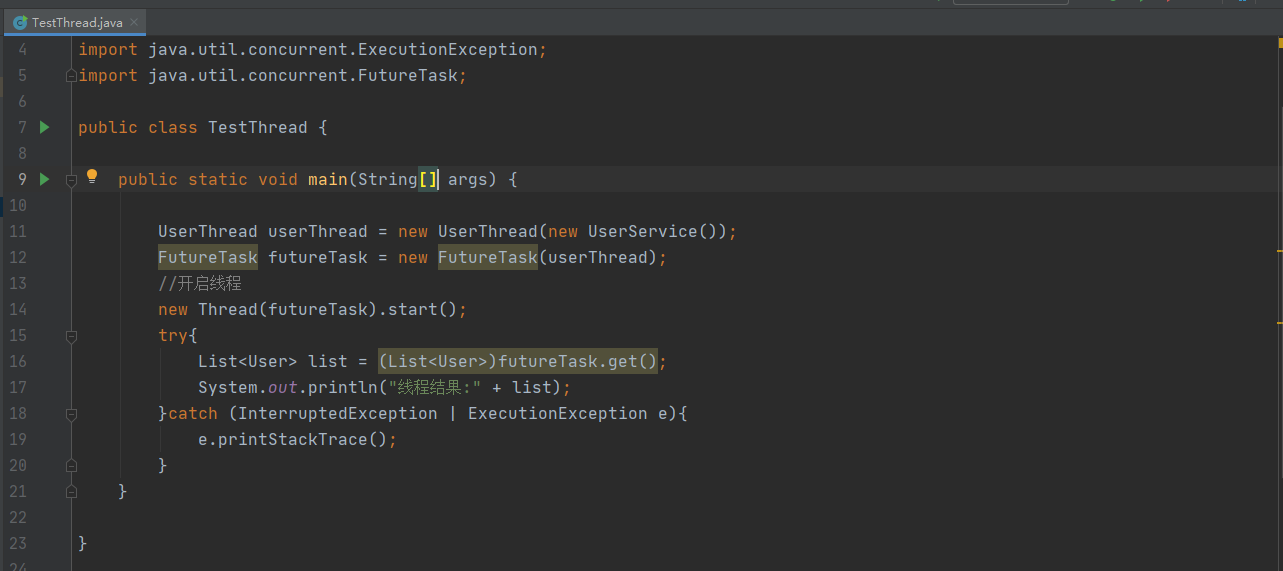 TestThread.java
4 import java.util.concurrent.ExecutionException;
5 import java.util.concurrent.FutureTask;
6
7 public class TestThread {
8
9 public static void main(String[] args) {
10
11 UserThread userThread = new UserThread(new UserService());
12 FutureTask futureTask = new FutureTask(userThread);
13 //开启线程
14 new Thread(futureTask).start();
15 try{
16 List<User> list = (List<User>)futureTask.get();
17 System.out.println("线程结果:" + list);
18 }catch (InterruptedException | ExecutionException e){
19 e.printStackTrace();
20 }
21 }
22
23 }
24